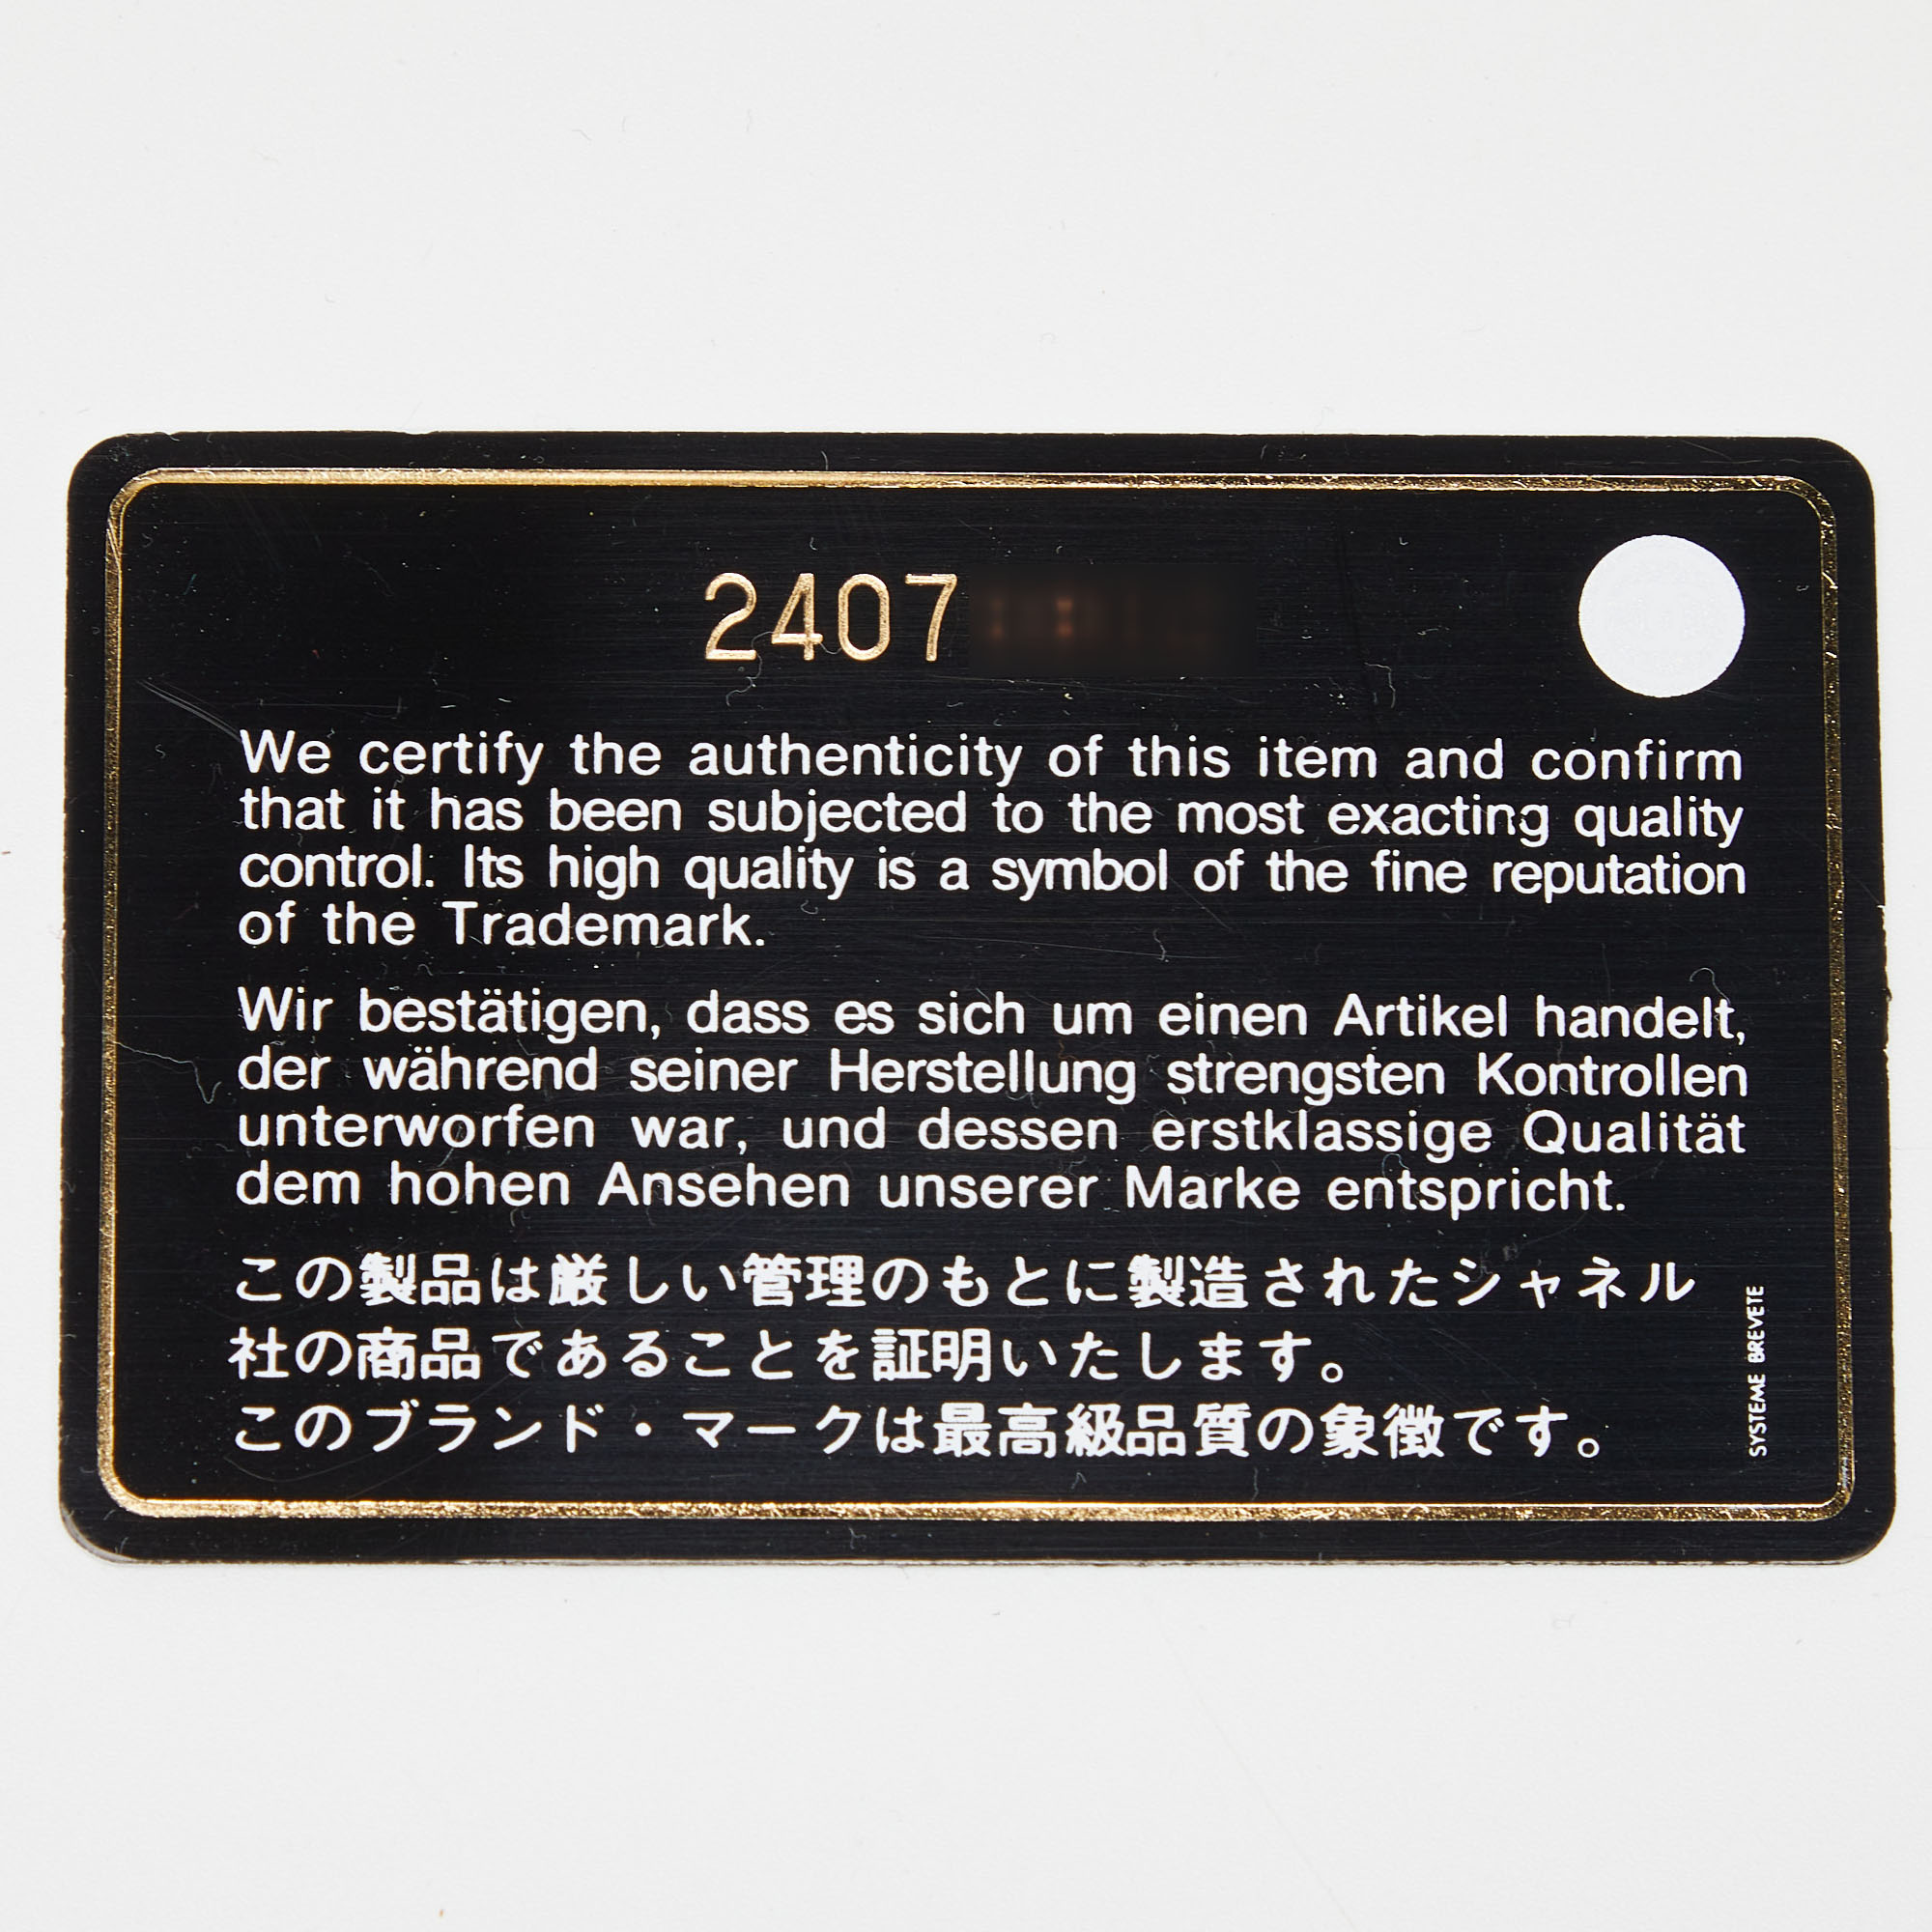 2407
We certify the authenticity of this item and confirm
that it has been subjected to the most exacting quality
control. Its high quality is a symbol of the fine reputation
of the Trademark.
Wir bestätigen, dass es sich um einen Artikel handelt,
der während seiner Herstellung strengsten Kontrollen
unterworfen war, und dessen erstklassige Qualität
dem hohen Ansehen unserer Marke entspricht.
この製品は厳しい管理のもとに製造されたシャネル
社の商品であることを証明いたします。
このブランド・マークは最高級品質の象徴です。
SYSTEME BREVETE